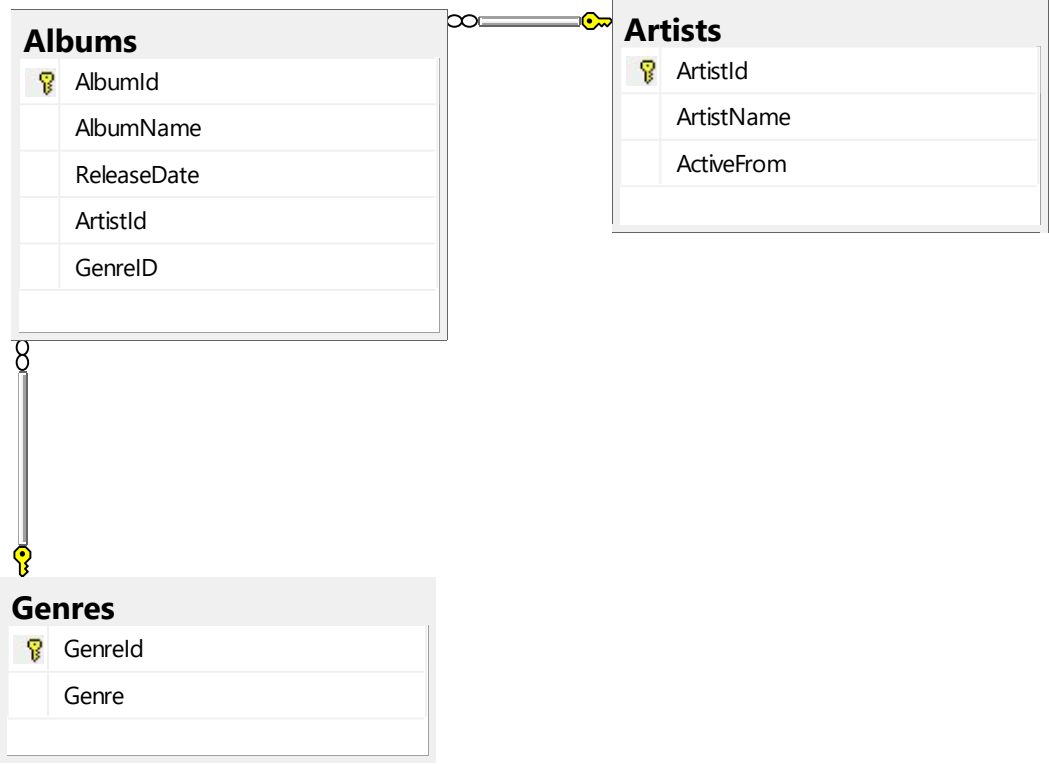 Albums
AlbumId
AlbumName
ReleaseDate
ArtistId
GenreID
Artists
ArtistId
ArtistName
ActiveFrom
Genres
GenreId
Genre